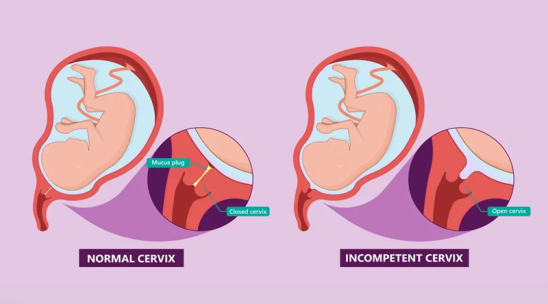 Mucus plug
Closed cervix
NORMAL CERVIX
Open cervix
INCOMPETENT CERVIX